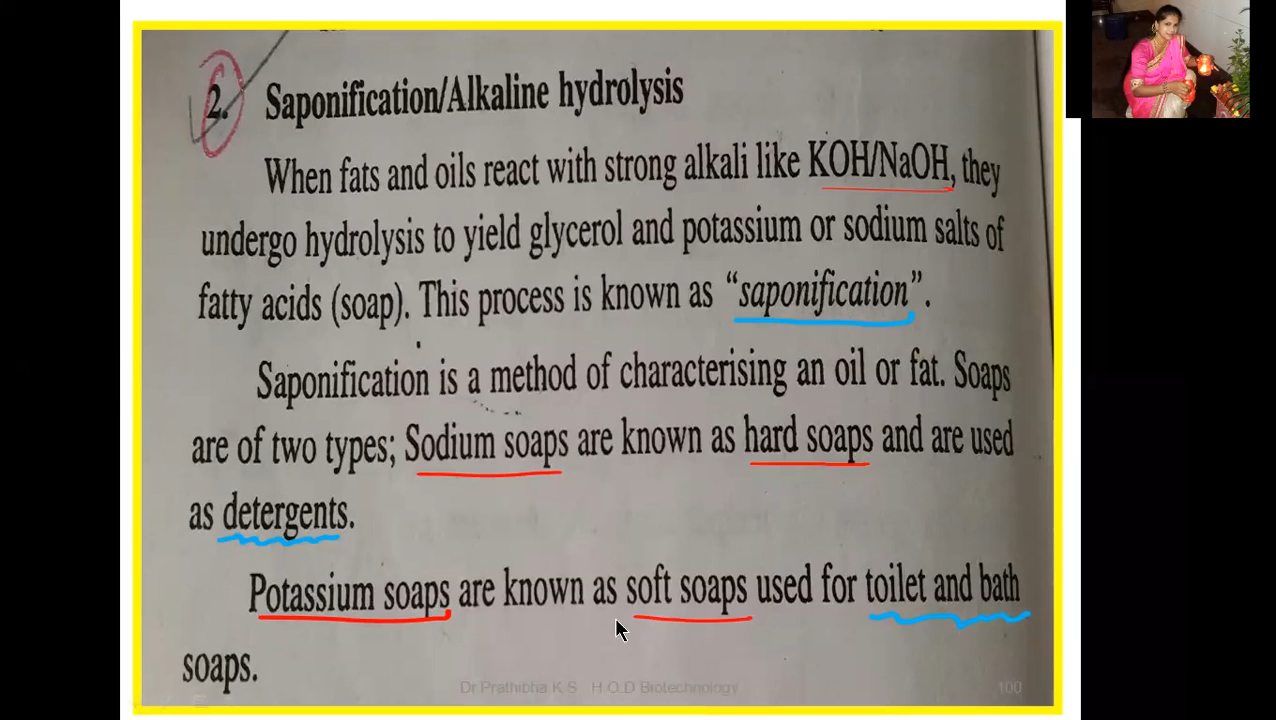 2. Saponification/Alkaline hydrolysis
When fats and oils react with strong alkali like KOH/NaOH, they
undergo hydrolysis to yield glycerol and potassium or sodium salts of
fatty acids (soap). This process is known as “saponification”.
Saponification is a method of characterising an oil or fat. Soaps
are of two types; Sodium soaps are known as hard soaps and are used
as detergents.
Potassium soaps are known as soft soaps used for toilet and bath
soaps.
Dr Prathibha K S H.O.D Biotechnology 100